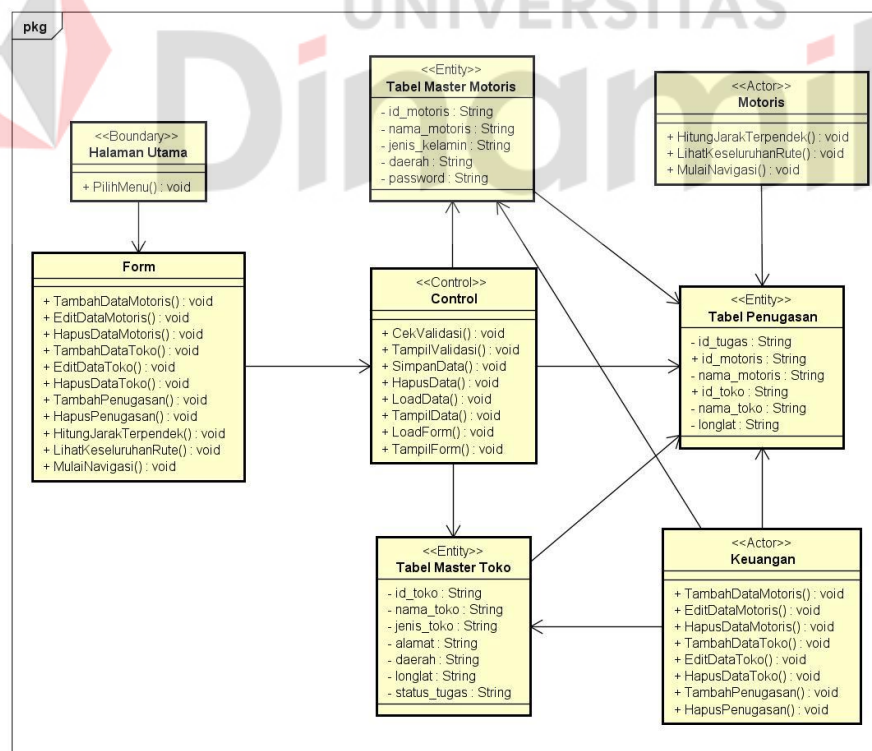 UNIVERSITAS
Dinamik
pkg
<<Boundary>>
Halaman Utama
+ PilihMenu() : void
<<Entity>>
Tabel Master Motoris
- id_motoris : String
- nama_motoris : String
- jenis_kelamin : String
- daerah : String
- password : String
<<Actor>>
Motoris
+ HitungJarakTerpendek() : void
+ LihatKeseluruhanRute() : void
+ MulaiNavigasi() : void
Form
+ TambahDataMotoris() : void
+ EditDataMotoris() : void
+ HapusDataMotoris() : void
+ TambahDataToko() : void
+ EditDataToko() : void
+ HapusDataToko() : void
+ TambahPenugasan() : void
+ HapusPenugasan() : void
+ HitungJarakTerpendek() : void
+ LihatKeseluruhanRute() : void
+ MulaiNavigasi() : void
<<Control>>
Control
+ CekValidasi() : void
+ TampilValidasi() : void
+ SimpanData() : void
+ HapusData() : void
+ LoadData() : void
+ TampilData() : void
+ LoadForm() : void
+ TampilForm() : void
<<Entity>>
Tabel Penugasan
- id_tugas : String
+ id_motoris : String
- nama_motoris : String
+ id_toko : String
- nama_toko : String
- longlat : String
<<Entity>>
Tabel Master Toko
- id_toko : String
- nama_toko : String
- jenis_toko : String
- alamat : String
- daerah : String
- longlat : String
- status_tugas : String
<<Actor>>
Keuangan
+ TambahDataMotoris() : void
+ EditDataMotoris() : void
+ HapusDataMotoris() : void
+ TambahDataToko() : void
+ EditDataToko() : void
+ HapusDataToko() : void
+ TambahPenugasan() : void
+ HapusPenugasan() : void